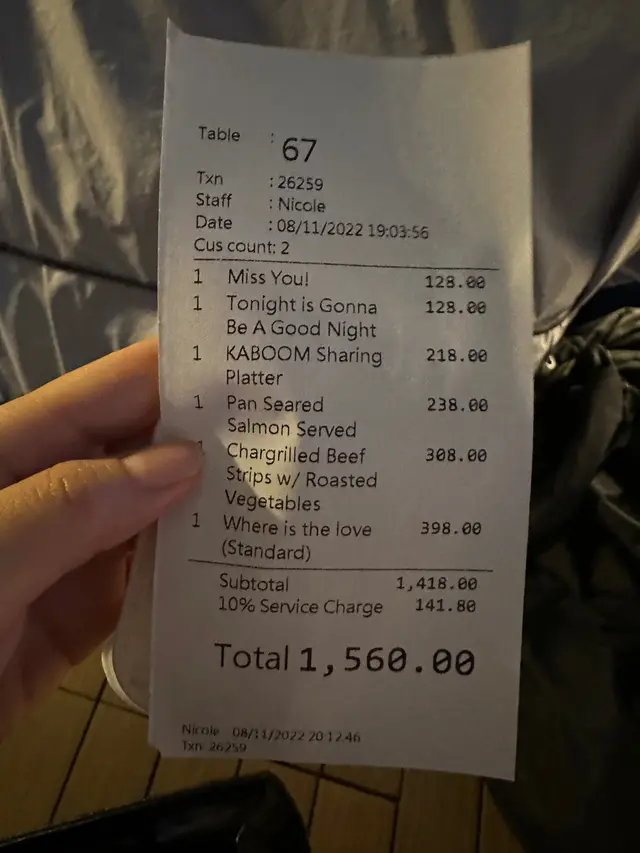 Table : 67
Txn : 26259
Staff : Nicole
Date : 08/11/2022 19:03:56
Cus count: 2
1 Miss You! 128.00
1 Tonight is Gonna 128.00
Be A Good Night
1 KABOOM Sharing 218.00
Platter
1 Pan Seared 238.00
Salmon Served
1 Chargrilled Beef 308.00
Strips w/ Roasted
Vegetables
1 Where is the love 398.00
(Standard)
Subtotal 1,418.00
10% Service Charge 141.80
Total 1,560.00
Nicole 08/11/2022 20:12:46
Txn: 26259